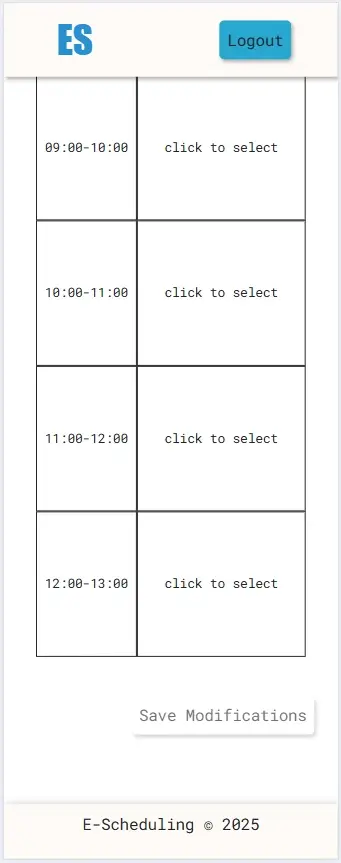 ES
Logout
09:00-10:00 click to select
10:00-11:00 click to select
11:00-12:00 click to select
12:00-13:00 click to select
Save Modifications
E-Scheduling © 2025